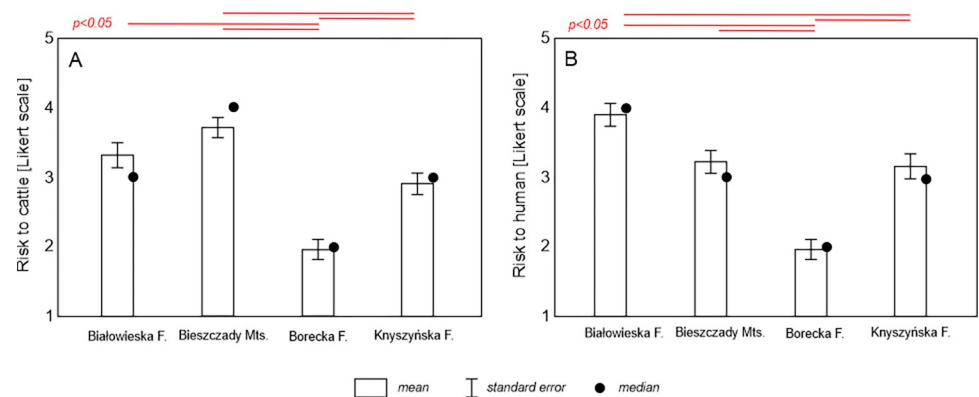 p<0.05
A
Risk to cattle [Likert scale]
5
4
3
2
1
Białowieska F. Bieszczady Mts. Borecka F. Knyszyńska F.
p<0.05
B
Risk to human [Likert scale]
5
4
3
2
1
Białowieska F. Bieszczady Mts. Borecka F. Knyszyńska F.
mean standard error median